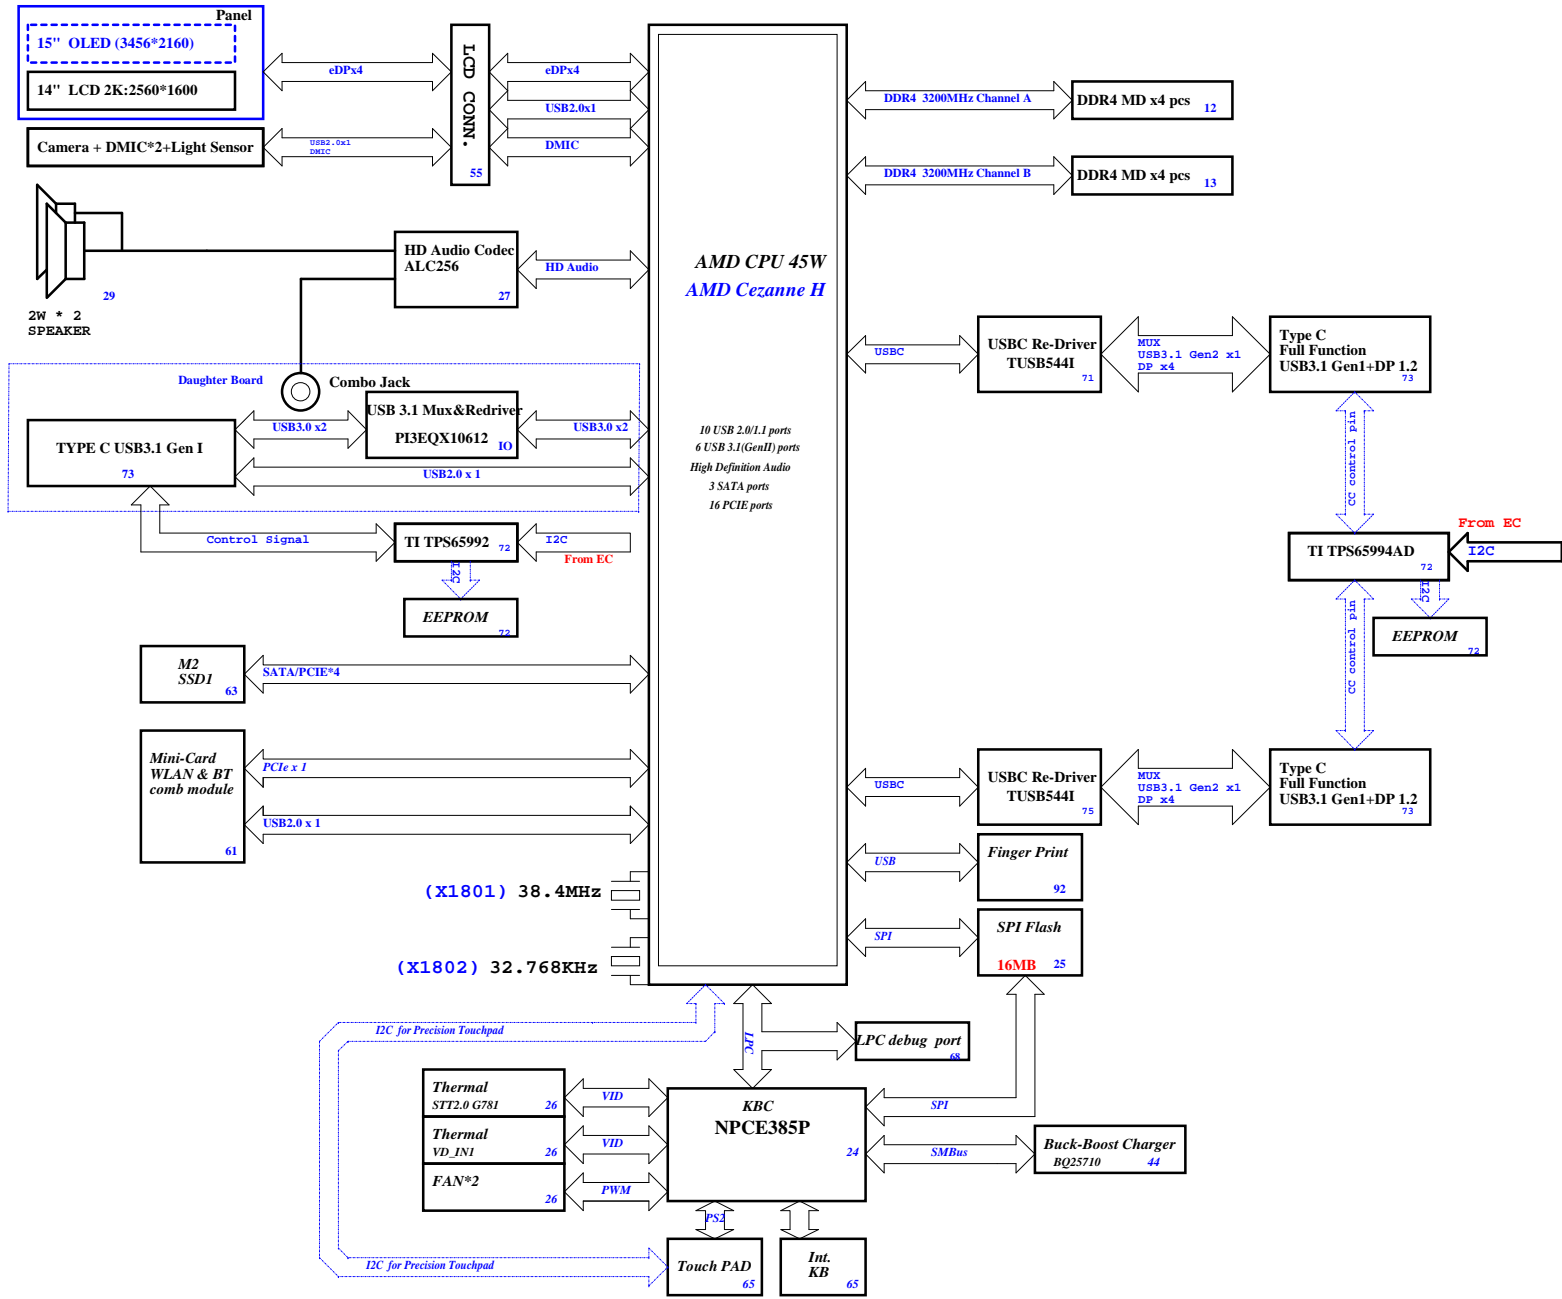 Panel
15" OLED (3456*2160)
14" LCD 2K:2560*1600
eDPx4
LCD CONN.
55
eDPx4
USB2.0x1
DMIC
Camera + DMIC*2+Light Sensor
USB2.0x1
DMIC
DDR4 3200MHz Channel A
DDR4 MD x4 pcs
12
DDR4 3200MHz Channel B
DDR4 MD x4 pcs
13
AMD CPU 45W
AMD Cezanne H
10 USB 2.0/1.1 ports
6 USB 3.1(GenII) ports
High Definition Audio
3 SATA ports
16 PCIE ports
29
2W * 2
SPEAKER
HD Audio Codec
ALC256
27
HD Audio
Daughter Board
Combo Jack
TYPE C USB3.1 Gen I
73
USB3.0 x2
USB 3.1 Mux&Redriver
PI3EQX10612
IO
USB3.0 x2
USB2.0 x 1
Control Signal
TI TPS65992
72
I2C
From EC
I2C
EEPROM
72
USBC
USBC Re-Driver
TUSB544I
71
MUX
USB3.1 Gen2 x1
DP x4
Type C
Full Function
USB3.1 Gen1+DP 1.2
73
CC control pin
TI TPS65994AD
72
From EC
I2C
I2C
EEPROM
72
CC control pin
M2
SSD1
63
SATA/PCIE*4
Mini-Card
WLAN & BT
comb module
61
PCIe x 1
USB2.0 x 1
USBC
USBC Re-Driver
TUSB544I
75
MUX
USB3.1 Gen2 x1
DP x4
Type C
Full Function
USB3.1 Gen1+DP 1.2
73
USB
Finger Print
92
(X1801) 38.4MHz
(X1802) 32.768KHz
SPI
SPI Flash
16MB 25
I2C for Precision Touchpad
LPC
LPC debug port
68
Thermal
STT2.0 G781
26
VID
Thermal
VD_IN1
26
VID
FAN*2
26
PWM
KBC
NPCE385P
24
SPI
SMBus
Buck-Boost Charger
BQ25710
44
PS2
I2C for Precision Touchpad
Touch PAD
65
Int.
KB
65